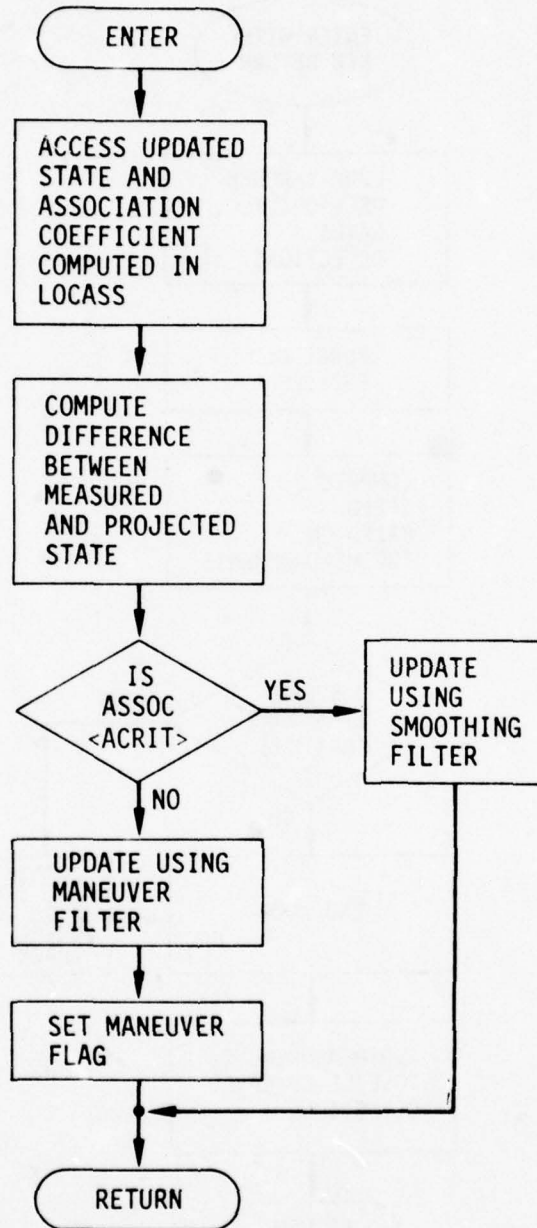 ENTER
ACCESS UPDATED
STATE AND
ASSOCIATION
COEFFICIENT
COMPUTED IN
LOCASS
COMPUTE
DIFFERENCE
BETWEEN
MEASURED
AND PROJECTED
STATE
IS
ASSOC
<ACRIT>
YES
UPDATE
USING
SMOOTHING
FILTER
NO
UPDATE USING
MANEUVER
FILTER
SET MANEUVER
FLAG
RETURN